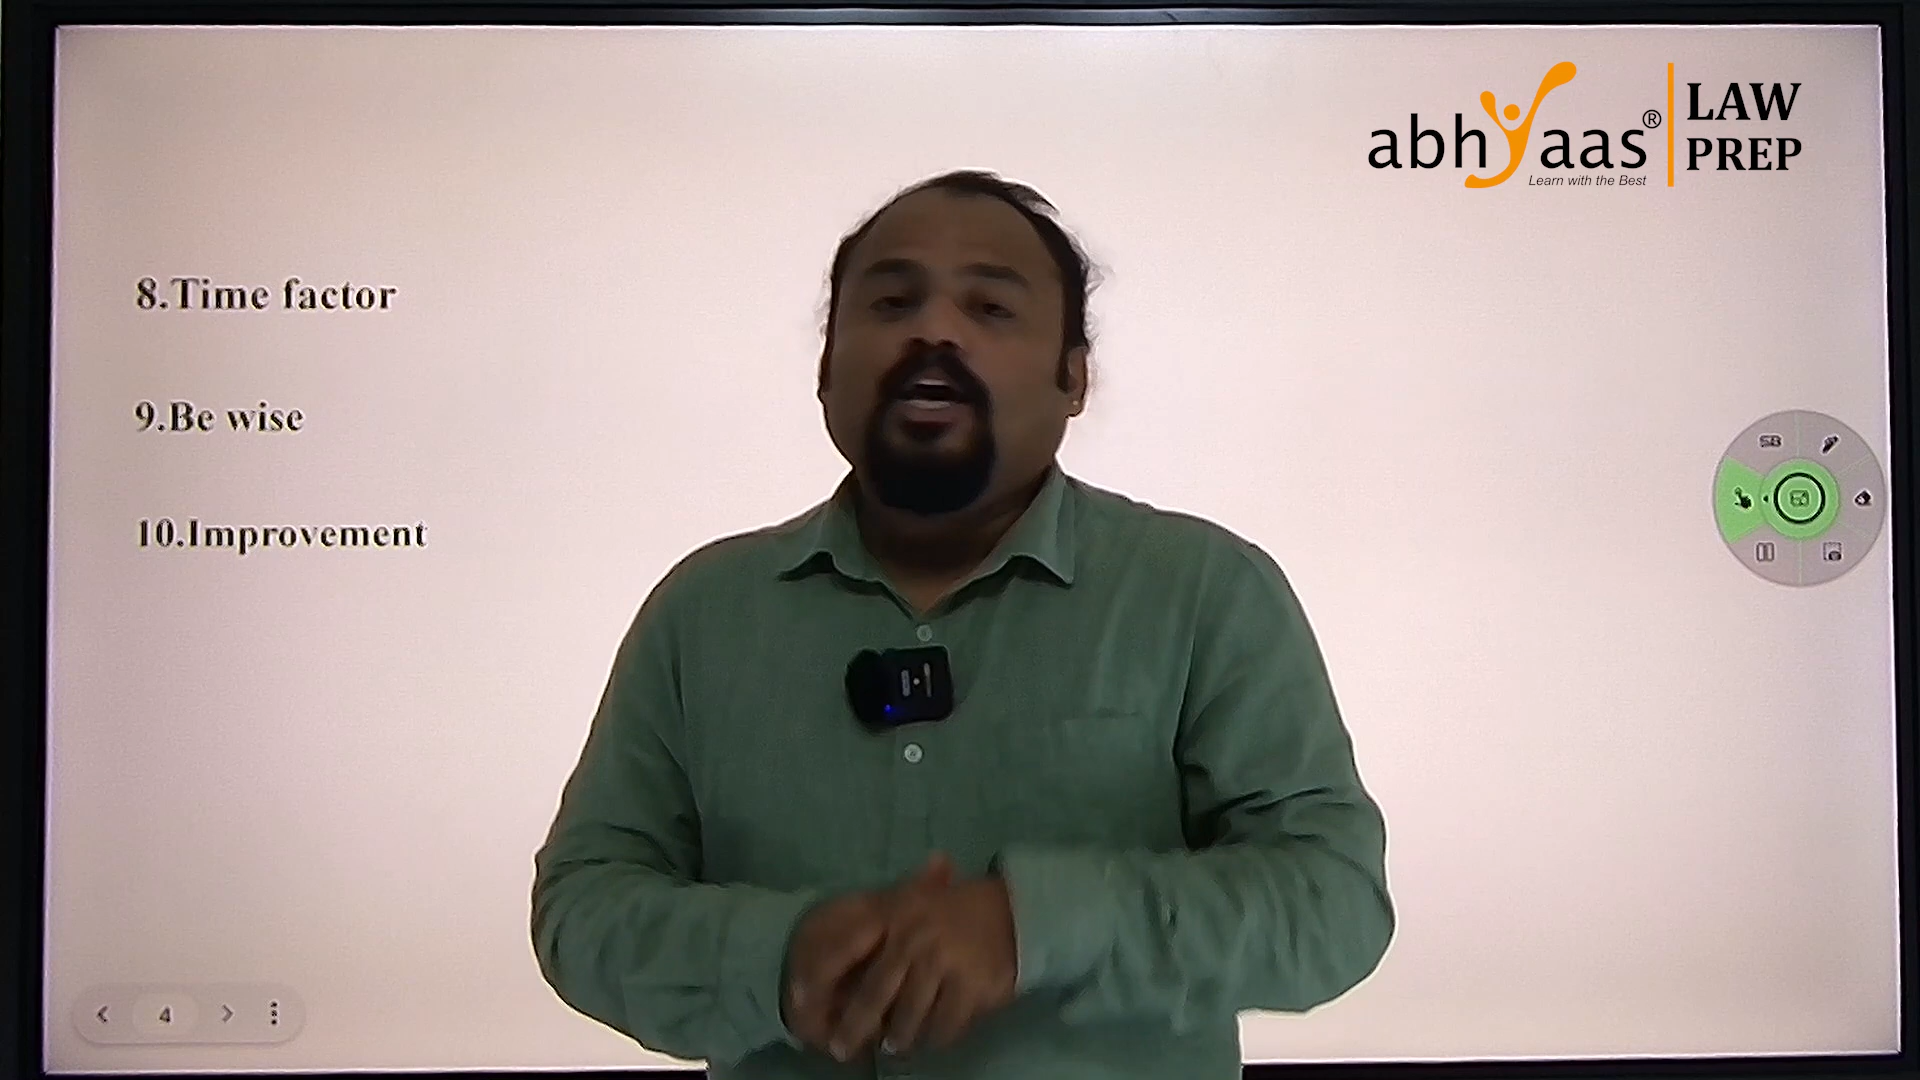 abhyaas®
Learn with the Best
LAW
PREP
8.Time factor
9.Be wise
10.Improvement
SB
4